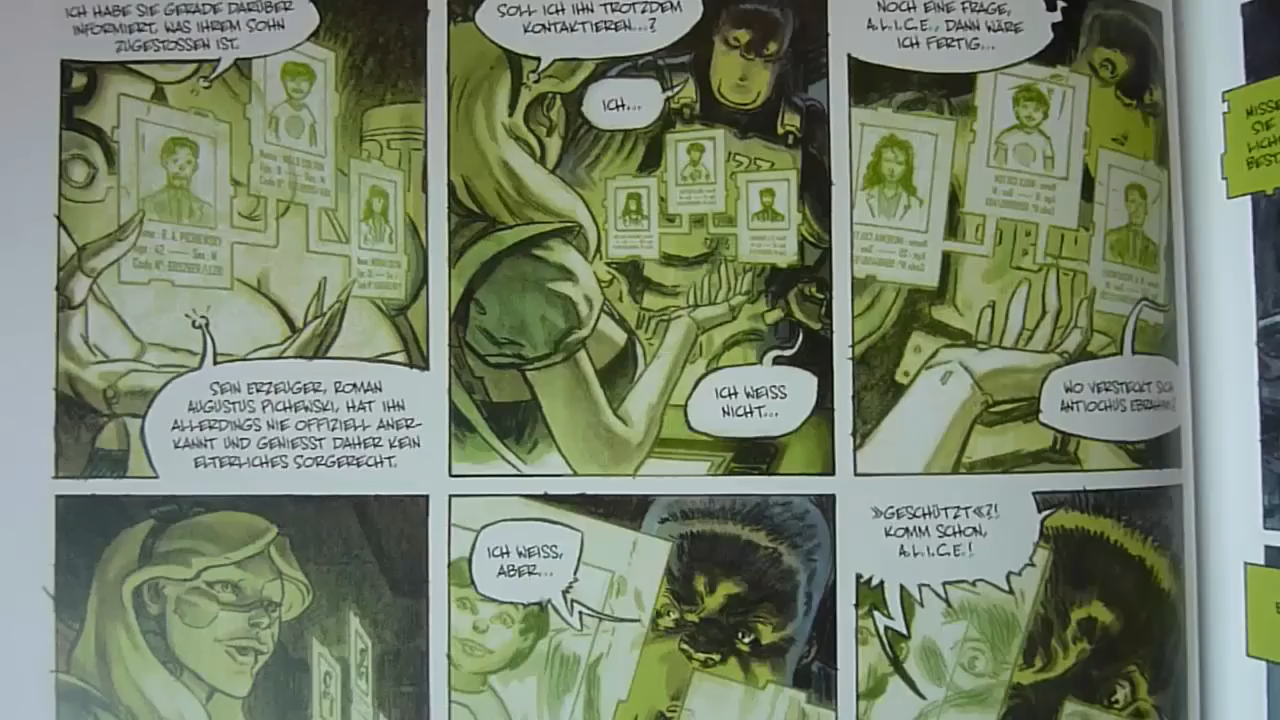 ICH HABE SIE GERADE DARÜBER
INFORMIERT, WAS IHREM SOHN
ZUGESTOSSEN IST.
SEIN ERZEUGER, ROMAN
AUGUSTUS PICHEWSKI, HAT IHN
ALLERDINGS NIE OFFIZIELL ANER-
KANNT UND GENIESST DAHER KEIN
ELTERLICHES SORGERECHT.
SOLL ICH IHN TROTZDEM
KONTAKTIEREN...?
ICH...
ICH WEISS
NICHT...
NOCH EINE FRAGE,
A.L.I.C.E., DANN WÄRE
ICH FERTIG...
WO VERSTECKT SICH
ANTIOCHUS
ICH WEISS,
ABER...
»GESCHÜTZT«?!
KOMM SCHON,
A.L.I.C.E.!